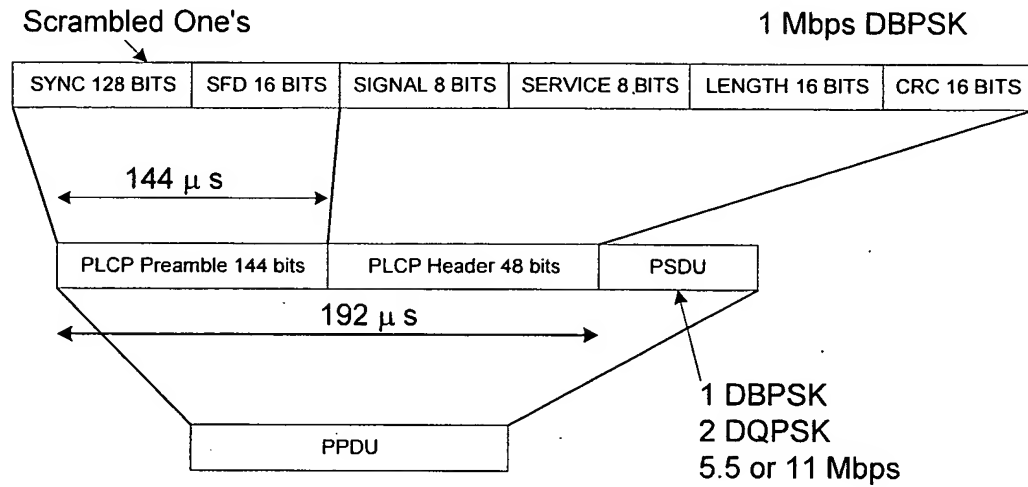 Scrambled One's
1 Mbps DBPSK
SYNC 128 BITS SFD 16 BITS SIGNAL 8 BITS SERVICE 8 BITS LENGTH 16 BITS CRC 16 BITS
144 μ s
PLCP Preamble 144 bits PLCP Header 48 bits PSDU
192 μ s
1 DBPSK
2 DQPSK
5.5 or 11 Mbps
PPDU